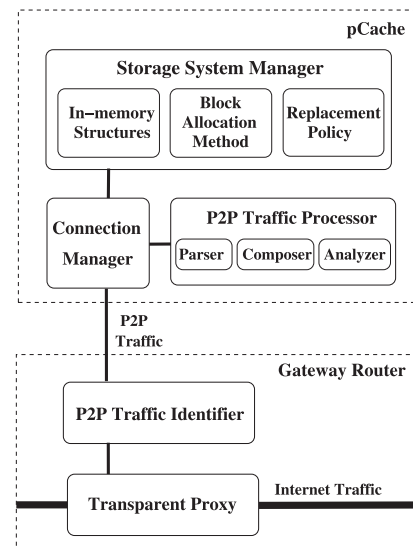 pCache
Storage System Manager
In-memory
Structures
Block
Allocation
Method
Replacement
Policy
Connection
Manager
P2P Traffic Processor
Parser
Composer
Analyzer
P2P
Traffic
Gateway Router
P2P Traffic Identifier
Transparent Proxy
Internet Traffic